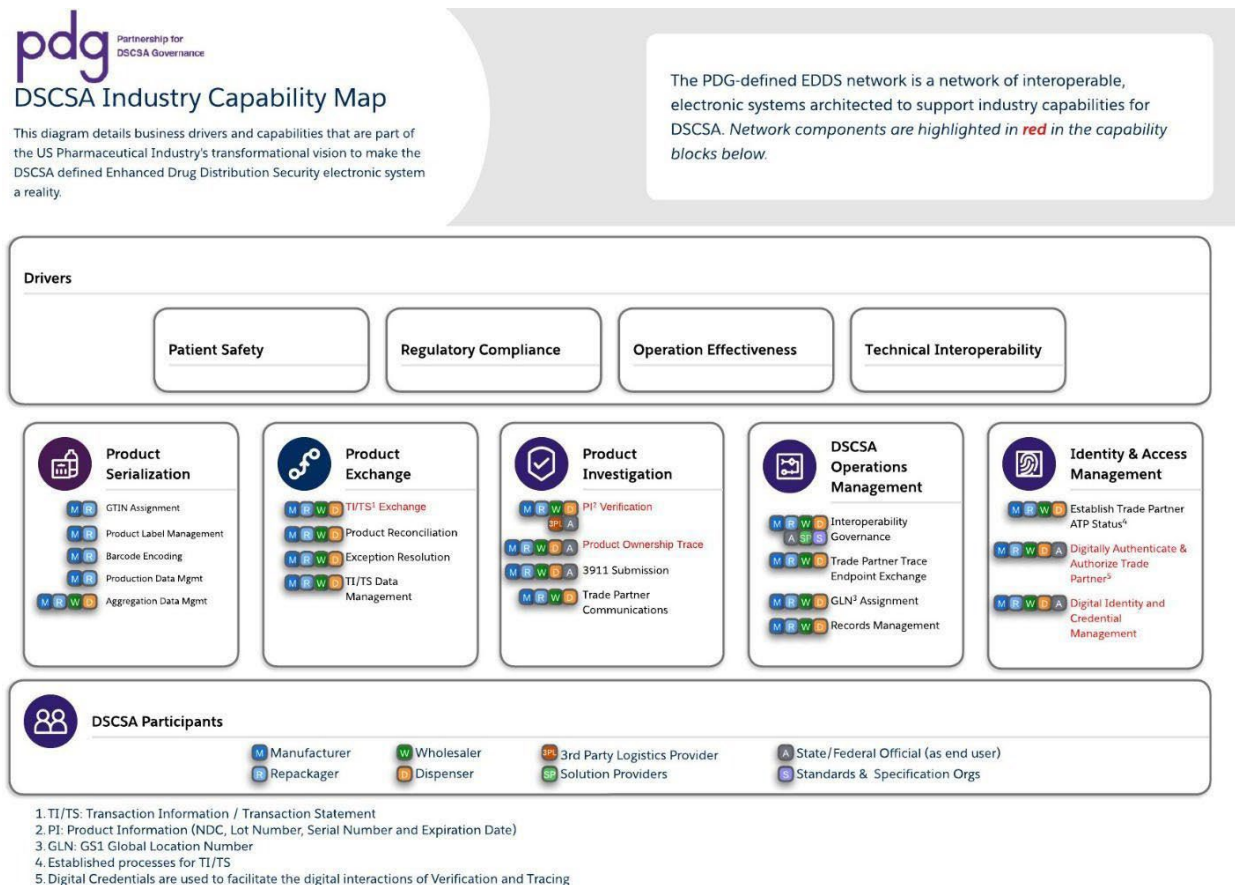 pdg
Partnership for
DSCSA Governance
DSCSA Industry Capability Map
This diagram details business drivers and capabilities that are part of
the US Pharmaceutical Industry's transformational vision to make the
DSCSA defined Enhanced Drug Distribution Security electronic system
a reality.
The PDG-defined EDDS network is a network of interoperable,
electronic systems architected to support industry capabilities for
DSCSA. Network components are highlighted in red in the capability
blocks below.
Drivers
Patient Safety
Regulatory Compliance
Operation Effectiveness
Technical Interoperability
Product
Serialization
M R GTIN Assignment
M R Product Label Management
M R Barcode Encoding
M R Production Data Mgmt
M R W D Aggregation Data Mgmt
Product
Exchange
M R W D TI/TS¹ Exchange
M R W D Product Reconciliation
M R W D Exception Resolution
M R W D TI/TS Data
Management
Product
Investigation
M R W D PI² Verification
3PL A
M R W D A Product Ownership Trace
M R W D A 3911 Submission
M R W D Trade Partner
Communications
DSCSA
Operations
Management
M R W D Interoperability
A SP S Governance
M R W D Trade Partner Trace
Endpoint Exchange
M R W D GLN³ Assignment
M R W D Records Management
Identity & Access
Management
M R W D Establish Trade Partner
ATP Status⁴
M R W D A Digitally Authenticate &
Authorize Trade
Partner⁵
M R W D A Digital Identity and
Credential
Management
DSCSA Participants
M Manufacturer
R Repackager
W Wholesaler
D Dispenser
3PL 3rd Party Logistics Provider
SP Solution Providers
A State/Federal Official (as end user)
S Standards & Specification Orgs
1. TI/TS: Transaction Information / Transaction Statement
2. PI: Product Information (NDC, Lot Number, Serial Number and Expiration Date)
3. GLN: GS1 Global Location Number
4. Established processes for TI/TS
5. Digital Credentials are used to facilitate the digital interactions of Verification and Tracing